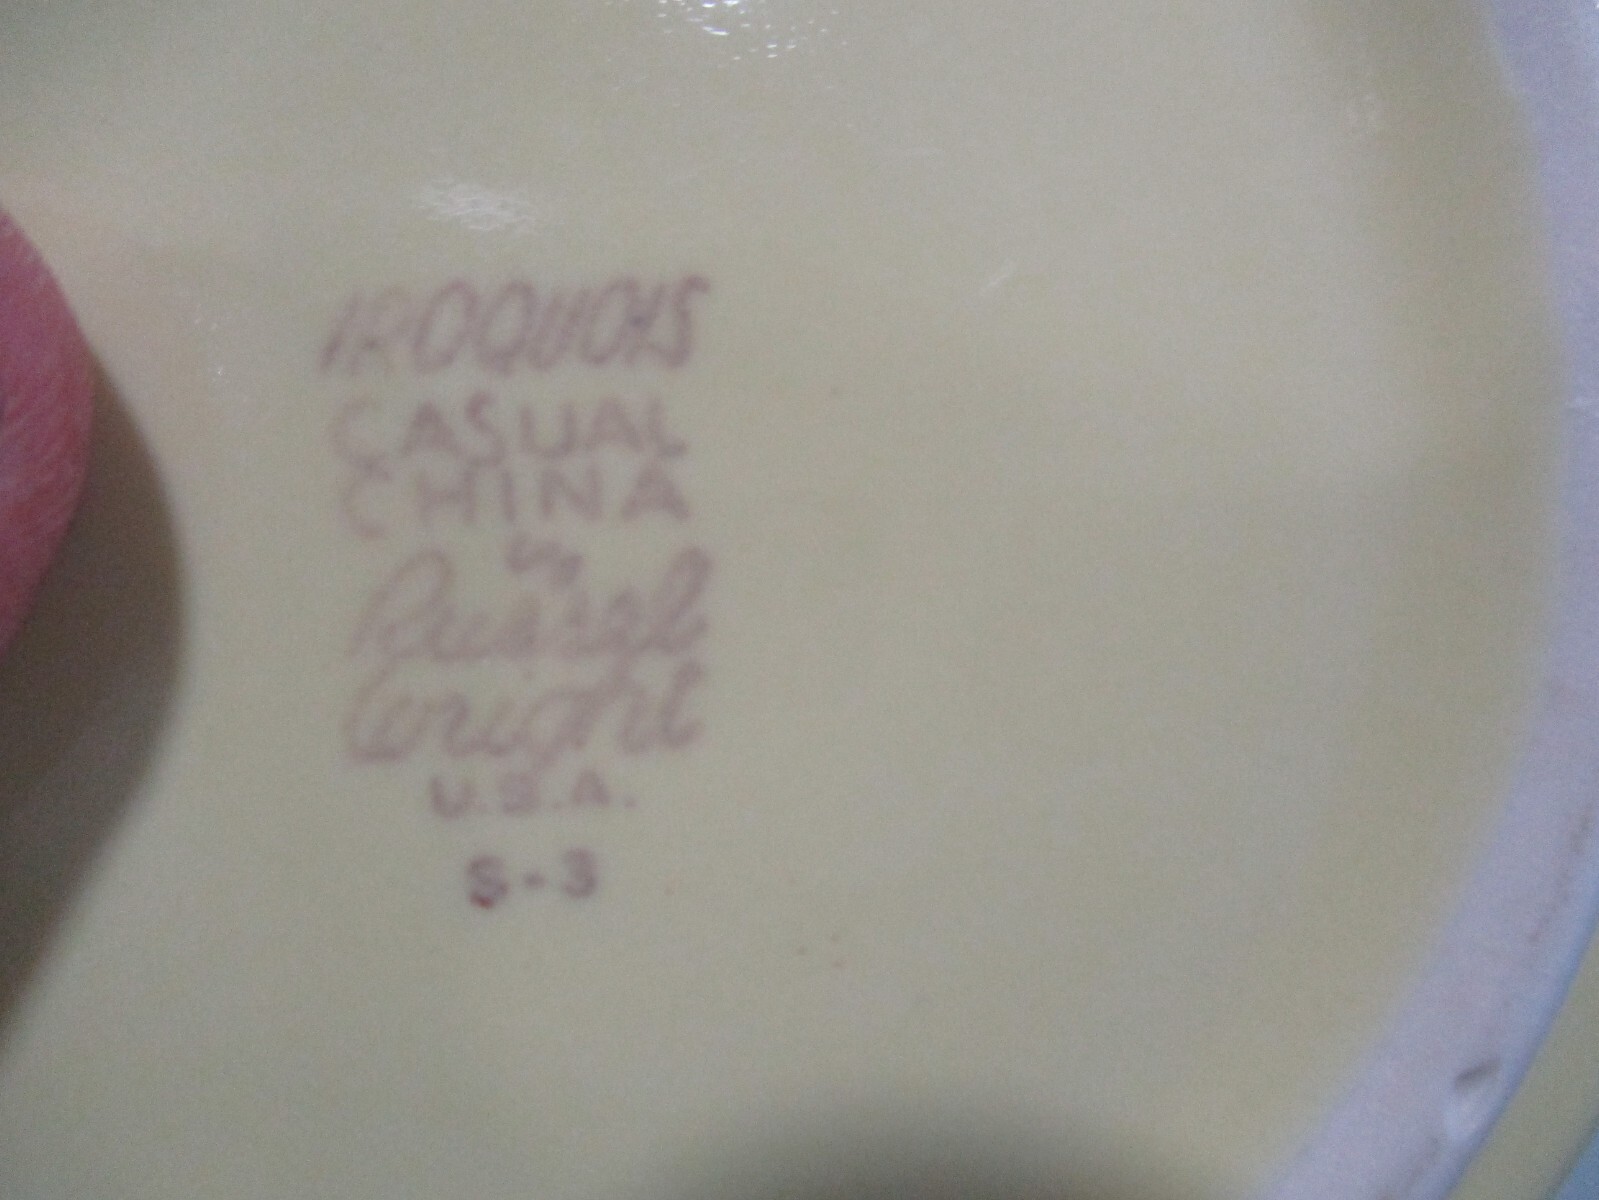 IROQUOIS
CASUAL
CHINA
by
Russel
Wright
U.S.A.
S-3